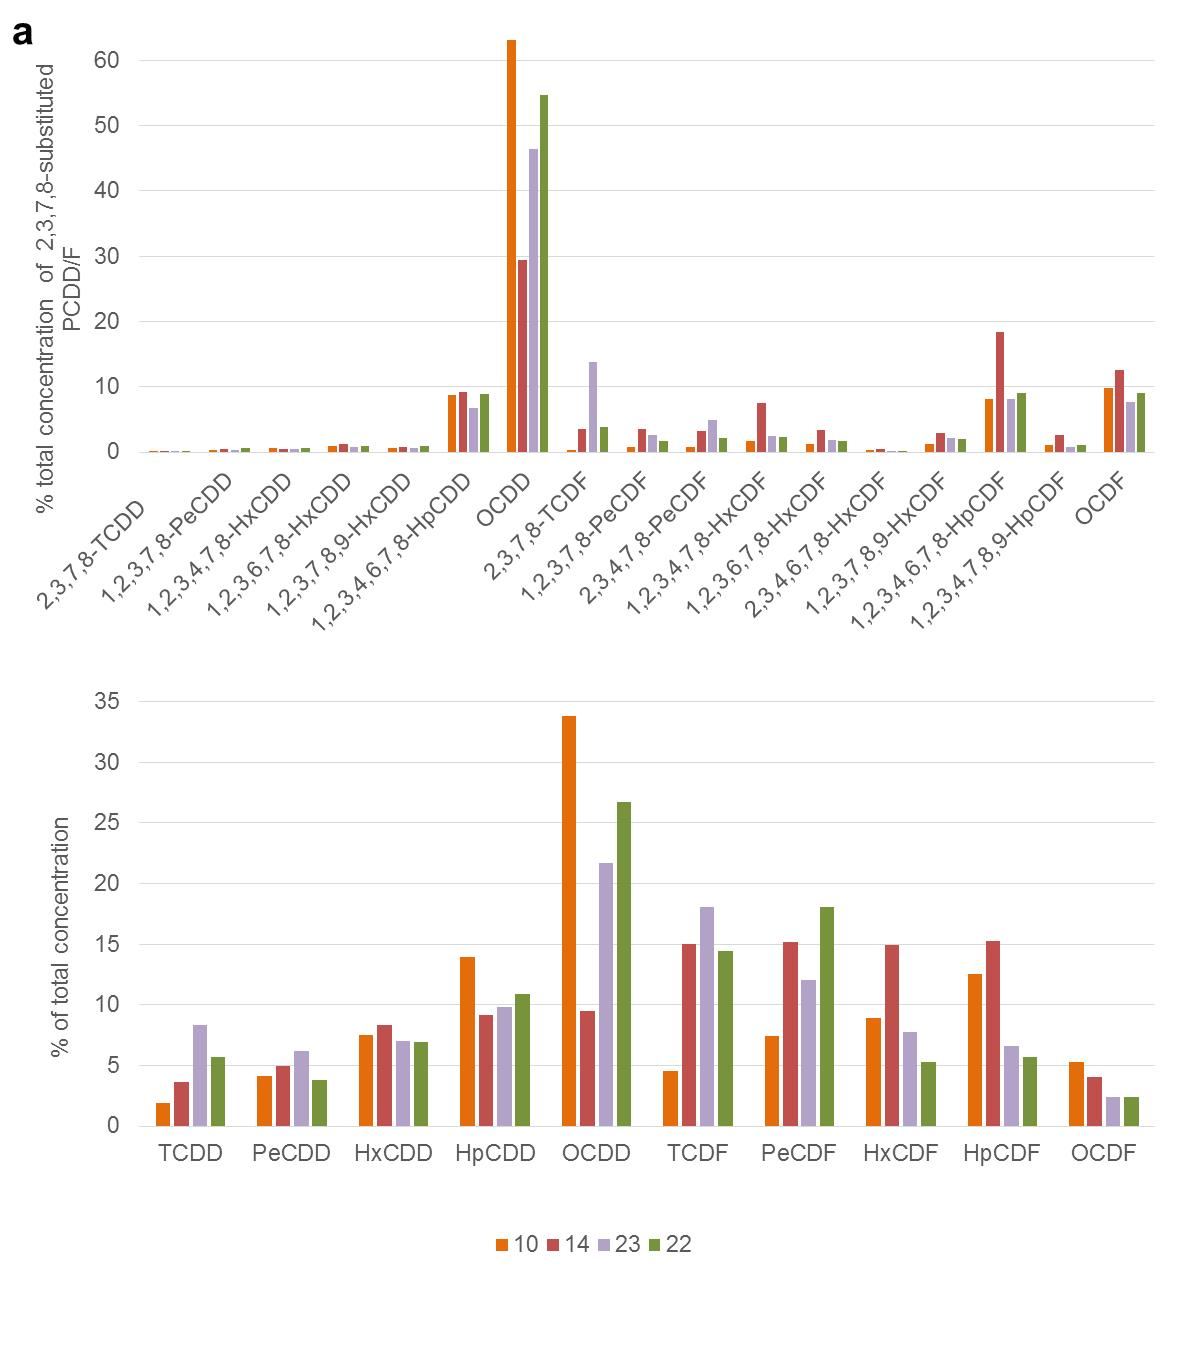 a
% total concentration of 2,3,7,8-substituted
PCDD/F
60
50
40
30
20
10
0
2,3,7,8-TCDD
1,2,3,7,8-PeCDD
1,2,3,4,7,8-HxCDD
1,2,3,6,7,8-HxCDD
1,2,3,7,8,9-HxCDD
1,2,3,4,6,7,8-HpCDD
OCDD
2,3,7,8-TCDF
1,2,3,7,8-PeCDF
2,3,4,7,8-PeCDF
1,2,3,4,7,8-HxCDF
1,2,3,6,7,8-HxCDF
2,3,4,6,7,8-HxCDF
1,2,3,7,8,9-HxCDF
1,2,3,4,6,7,8-HpCDF
1,2,3,4,7,8,9-HpCDF
OCDF
% of total concentration
35
30
25
20
15
10
5
0
TCDD PeCDD HxCDD HpCDD OCDD TCDF PeCDF HxCDF HpCDF OCDF
10 14 23 22